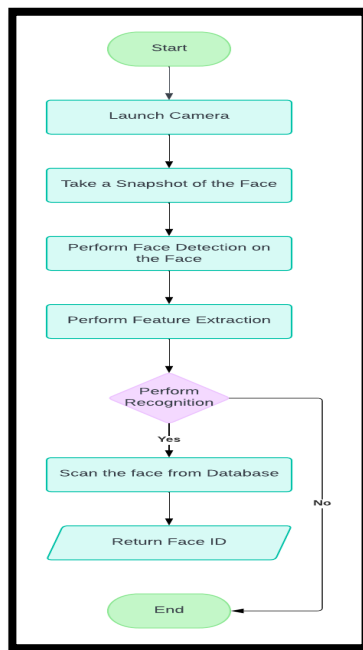 Start
Launch Camera
Take a Snapshot of the Face
Perform Face Detection on
the Face
Perform Feature Extraction
Perform
Recognition
Yes
Scan the face from Database
No
Return Face ID
End